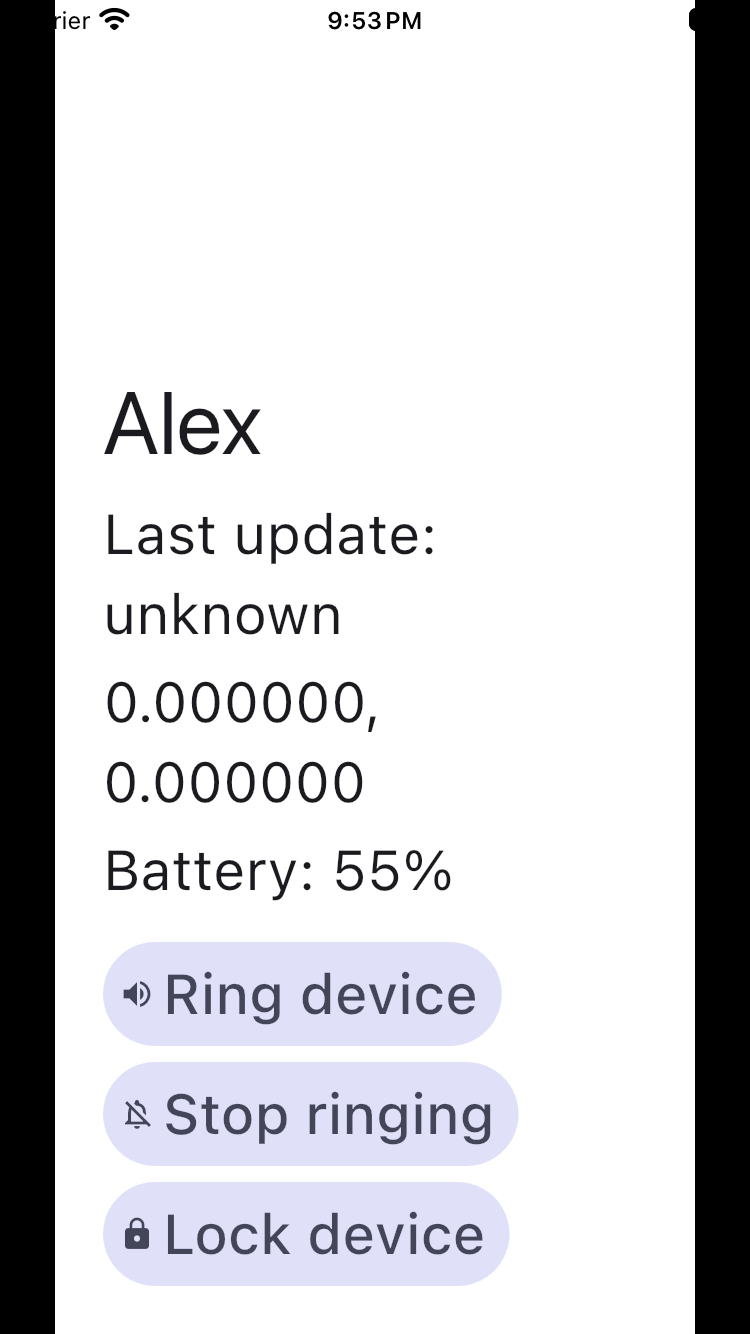 rier 9:53 PM
Alex
Last update:
unknown
0.000000,
0.000000
Battery: 55%
Ring device
Stop ringing
Lock device